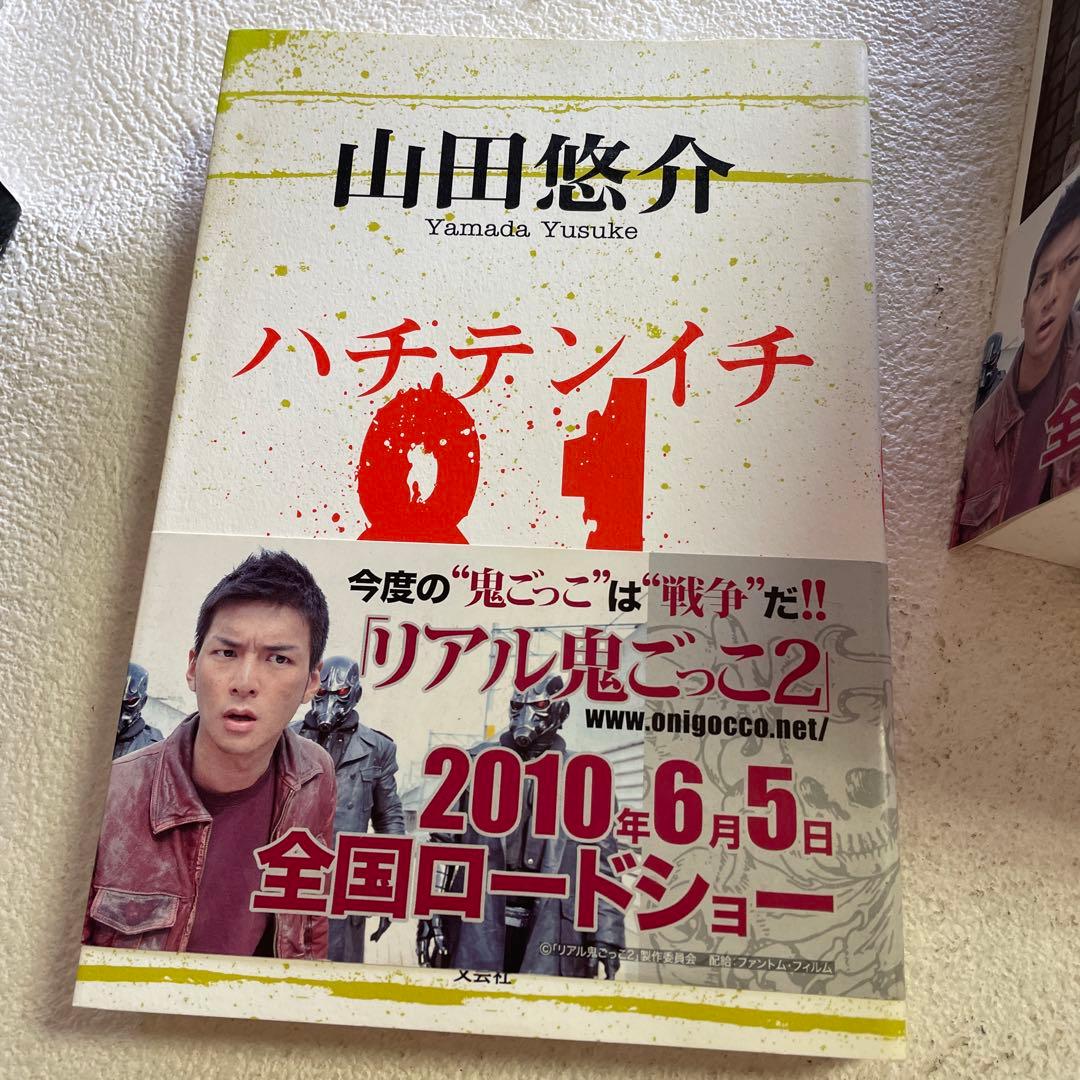 山田悠介
Yamada Yusuke
ハチテンイチ
今度の“鬼ごっこ”は“戦争”だ!!
「リアル鬼ごっこ2」
www.onigocco.net/
2010年6月5日
全国ロードショー
©「リアル鬼ごっこ2」製作委員会 配給:ファントム・フィルム
文芸社
全